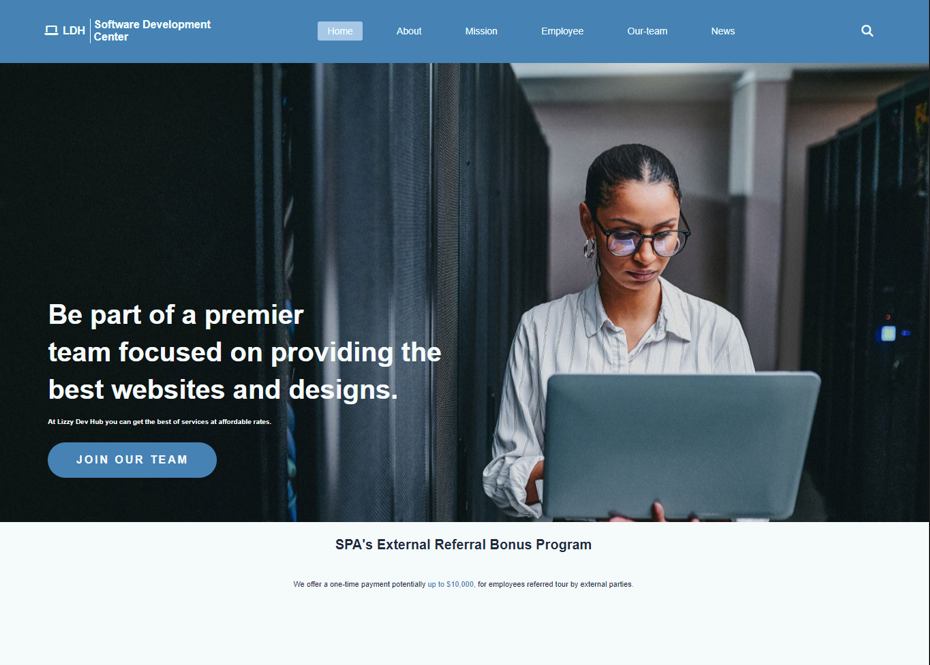 LDH
Software Development
Center
Home
About
Mission
Employee
Our-team
News
Be part of a premier
team focused on providing the
best websites and designs.
At Lizzy Dev Hub you can get the best of services at affordable rates.
JOIN OUR TEAM
SPA's External Referral Bonus Program
We offer a one-time payment potentially up to $10,000, for employees referred tour by external parties.